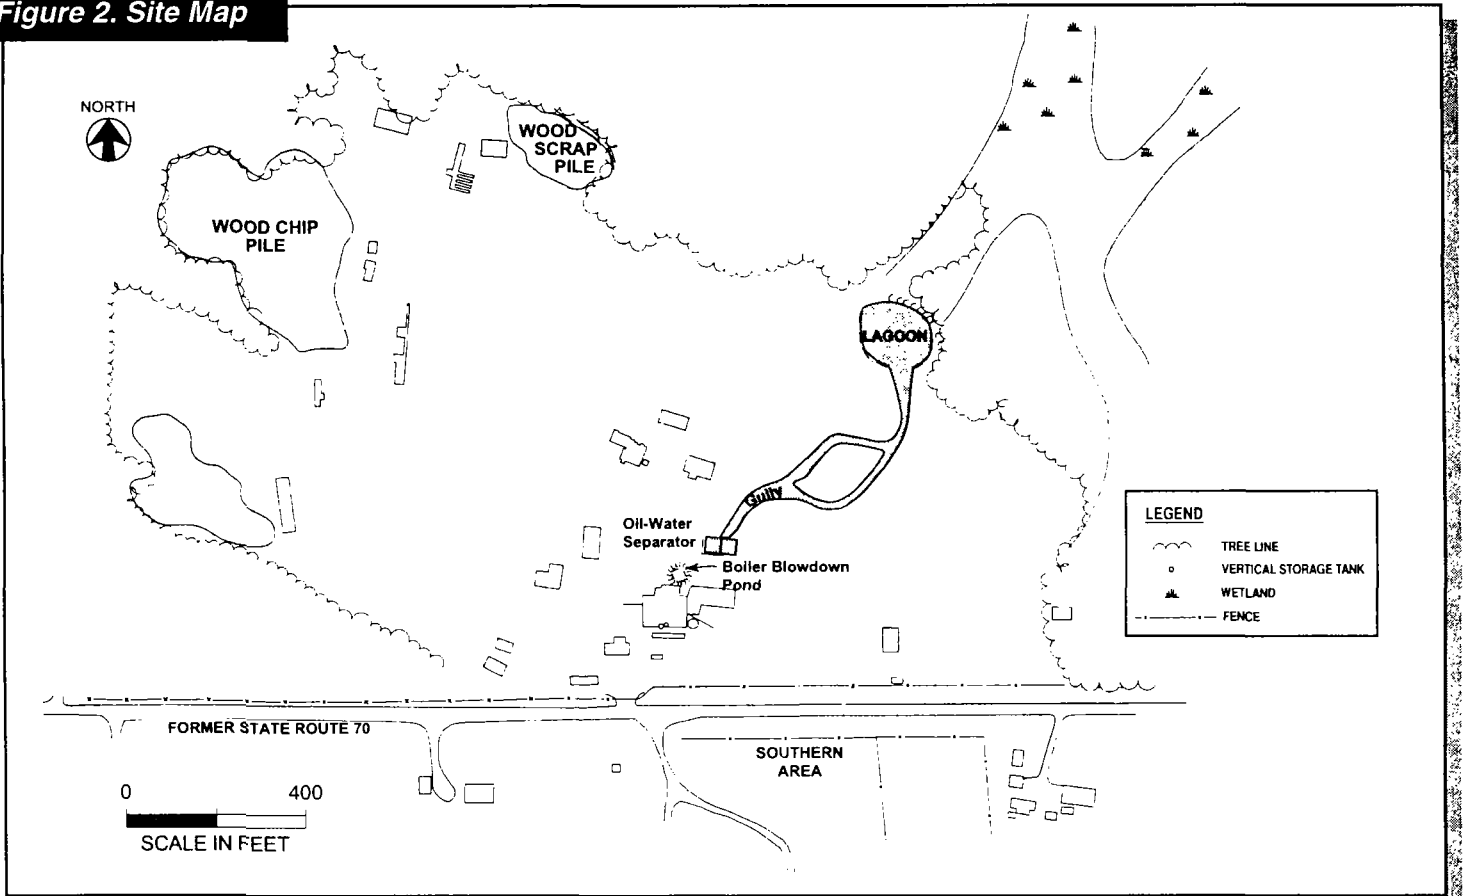 Figure 2. Site Map
NORTH
WOOD
SCRAP
PILE
WOOD CHIP
PILE
LAGOON
Gully
Oil-Water
Separator
Boiler Blowdown
Pond
LEGEND
TREE LINE
VERTICAL STORAGE TANK
WETLAND
FENCE
FORMER STATE ROUTE 70
SOUTHERN
AREA
0 400
SCALE IN FEET